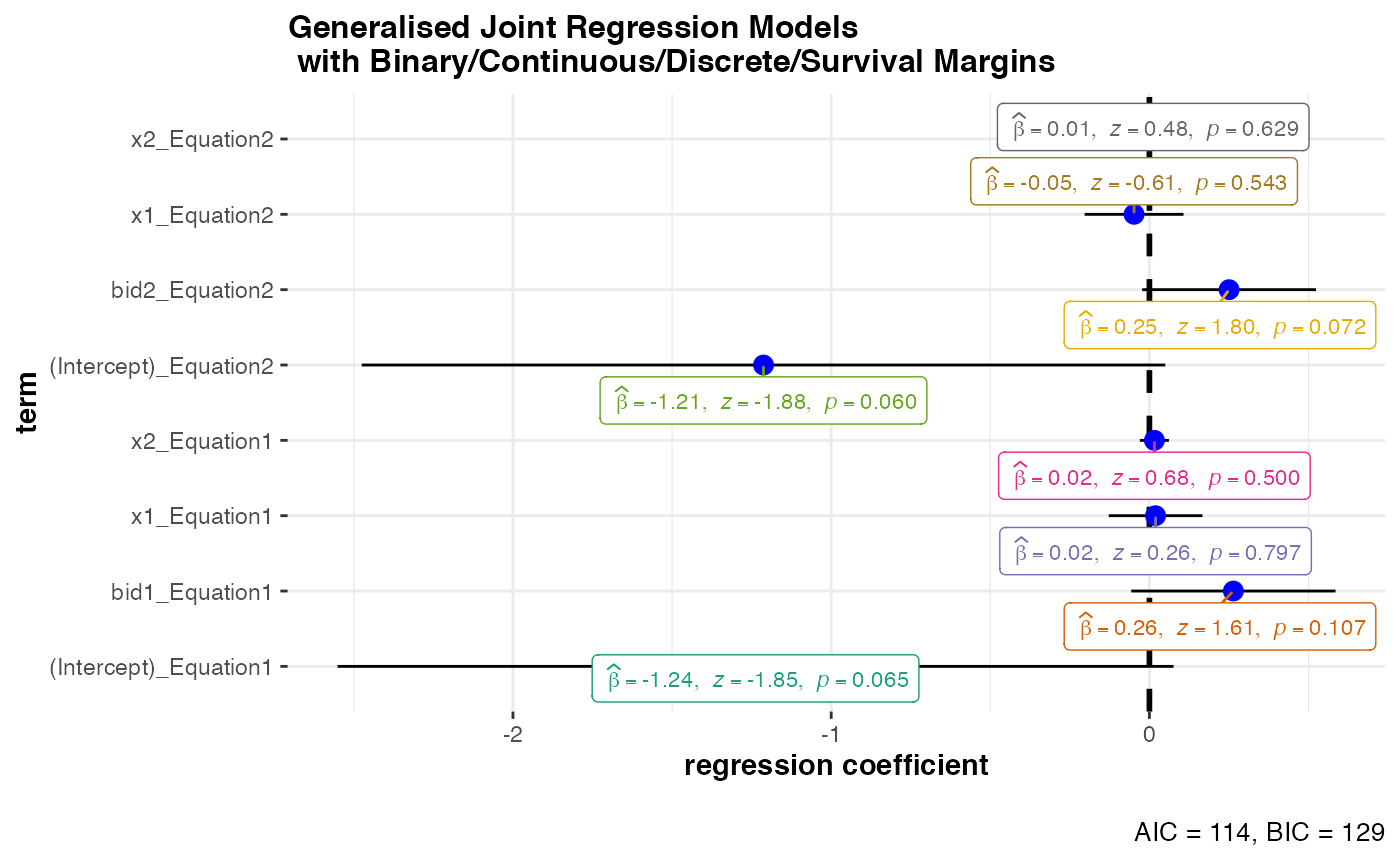 Generalised Joint Regression Models
with Binary/Continuous/Discrete/Survival Margins
term
x2_Equation2
x1_Equation2
bid2_Equation2
(Intercept)_Equation2
x2_Equation1
x1_Equation1
bid1_Equation1
(Intercept)_Equation1
β̂ = 0.01, z = 0.48, p = 0.629
β̂ = -0.05, z = -0.61, p = 0.543
β̂ = 0.25, z = 1.80, p = 0.072
β̂ = -1.21, z = -1.88, p = 0.060
β̂ = 0.02, z = 0.68, p = 0.500
β̂ = 0.02, z = 0.26, p = 0.797
β̂ = 0.26, z = 1.61, p = 0.107
β̂ = -1.24, z = -1.85, p = 0.065
-2 -1 0
regression coefficient
AIC = 114, BIC = 129